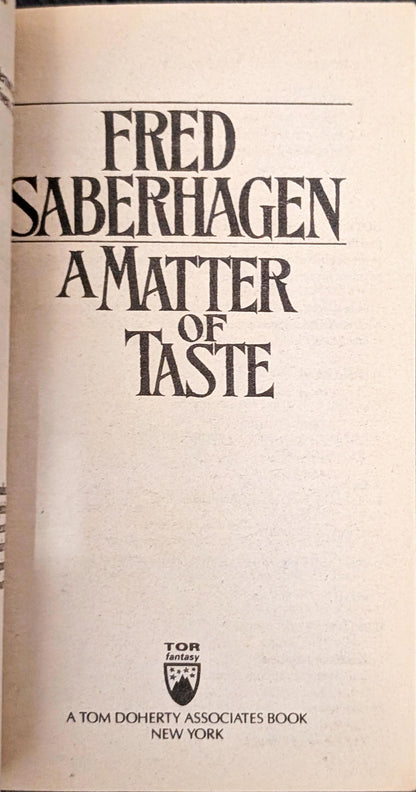 FRED
SABERHAGEN
A MATTER
OF
TASTE
TOR
fantasy
A TOM DOHERTY ASSOCIATES BOOK
NEW YORK